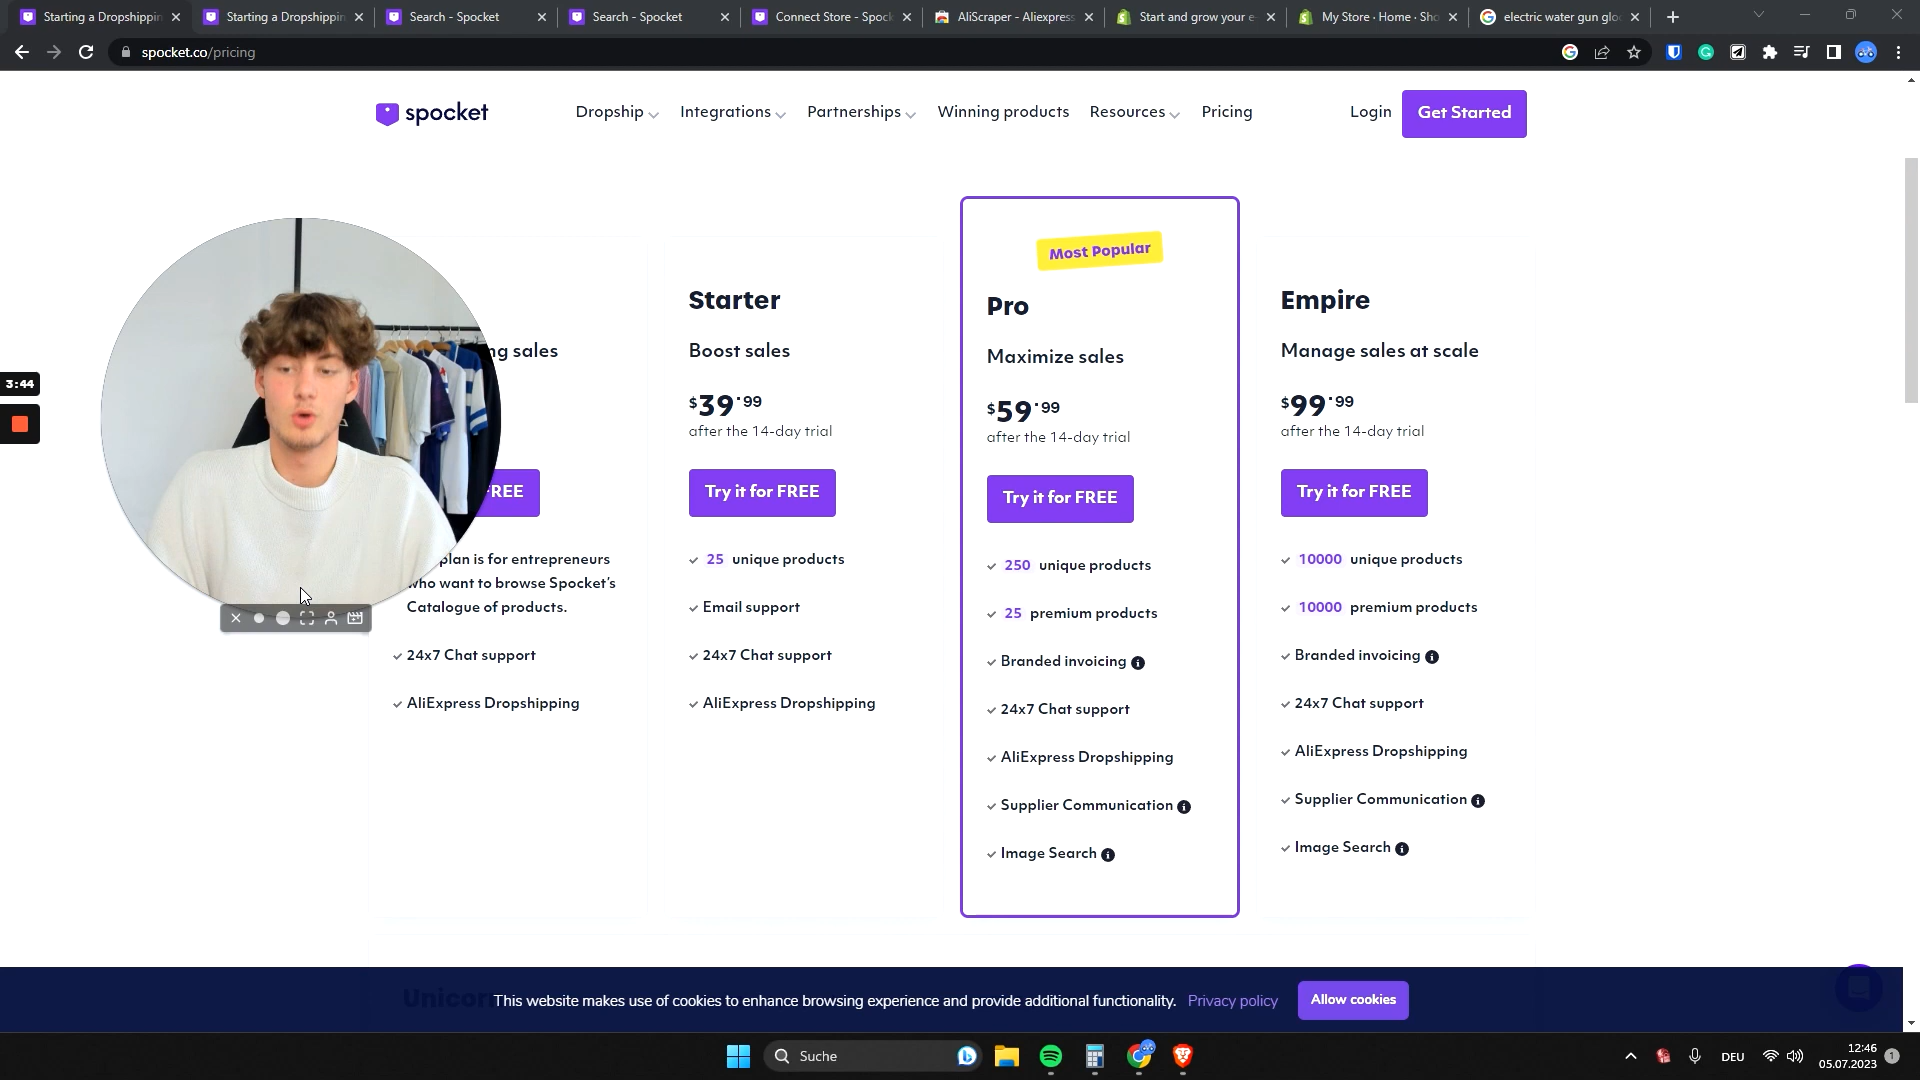 Starting a Dropshippin
Starting a Dropshippin
Search - Spocket
Search - Spocket
Connect Store - Spock
AliScraper - Aliexpress
Start and grow your e-
My Store · Home · Sho
electric water gun glo
spocket.co/pricing
spocket
Dropship
Integrations
Partnerships
Winning products
Resources
Pricing
Login
Get Started
3:44
ng sales
REE
plan is for entrepreneurs
who want to browse Spocket's
Catalogue of products.
24x7 Chat support
AliExpress Dropshipping
Starter
Boost sales
$39.99
after the 14-day trial
Try it for FREE
25 unique products
Email support
24x7 Chat support
AliExpress Dropshipping
Most Popular
Pro
Maximize sales
$59.99
after the 14-day trial
Try it for FREE
250 unique products
25 premium products
Branded invoicing
24x7 Chat support
AliExpress Dropshipping
Supplier Communication
Image Search
Empire
Manage sales at scale
$99.99
after the 14-day trial
Try it for FREE
10000 unique products
10000 premium products
Branded invoicing
24x7 Chat support
AliExpress Dropshipping
Supplier Communication
Image Search
Unicorn
This website makes use of cookies to enhance browsing experience and provide additional functionality. Privacy policy
Allow cookies
Suche
DEU
12:46
05.07.2023
1